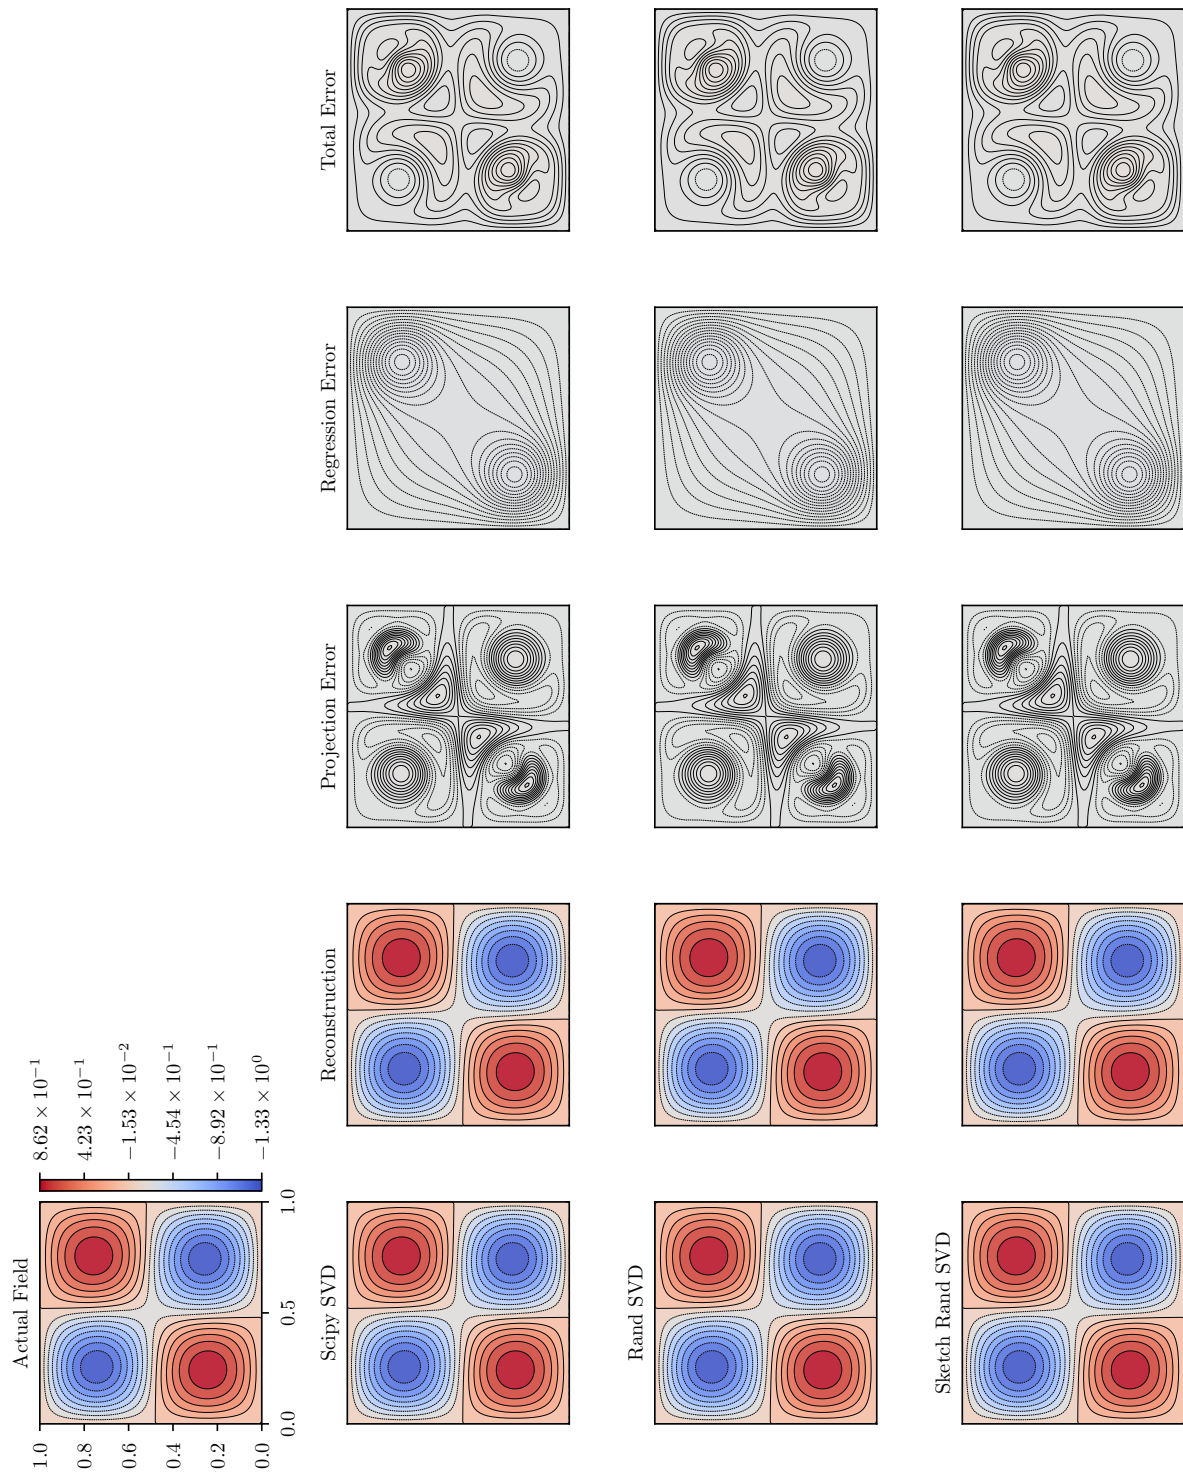 Actual Field
1.0
0.8
0.6
0.4
0.2
0.0
0.0
0.5
1.0
8.62 × 10⁻¹
4.23 × 10⁻¹
−1.53 × 10⁻²
−4.54 × 10⁻¹
−8.92 × 10⁻¹
−1.33 × 10⁰
Scipy SVD
Reconstruction
Projection Error
Regression Error
Total Error
Rand SVD
Sketch Rand SVD